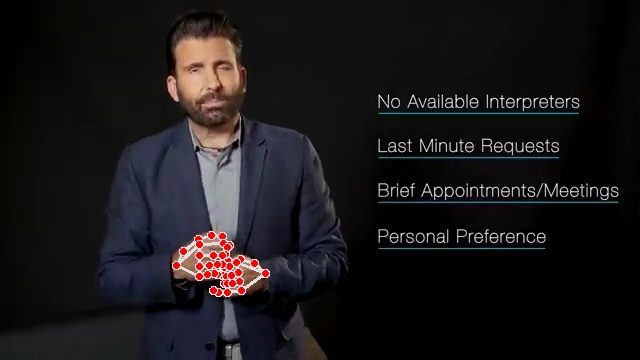 No Available Interpreters
Last Minute Requests
Brief Appointments/Meetings
Personal Preference